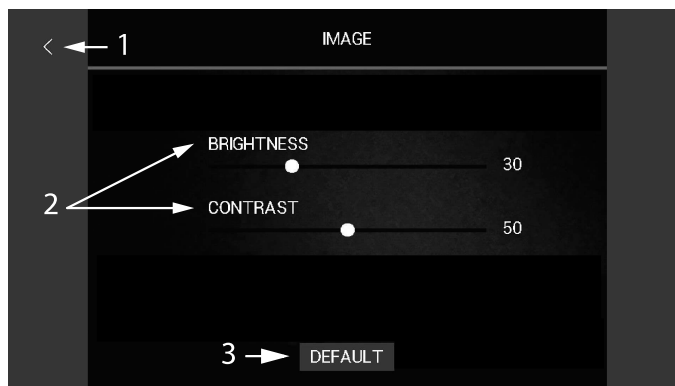 < 1 IMAGE
BRIGHTNESS
30
2
CONTRAST
50
3 DEFAULT